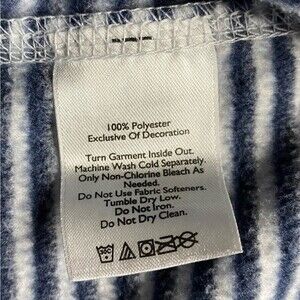 100% Polyester
Exclusive Of Decoration
Turn Garment Inside Out.
Machine Wash Cold Separately.
Only Non-Chlorine Bleach As
Needed.
Do Not Use Fabric Softeners.
Tumble Dry Low.
Do Not Iron.
Do Not Dry Clean.